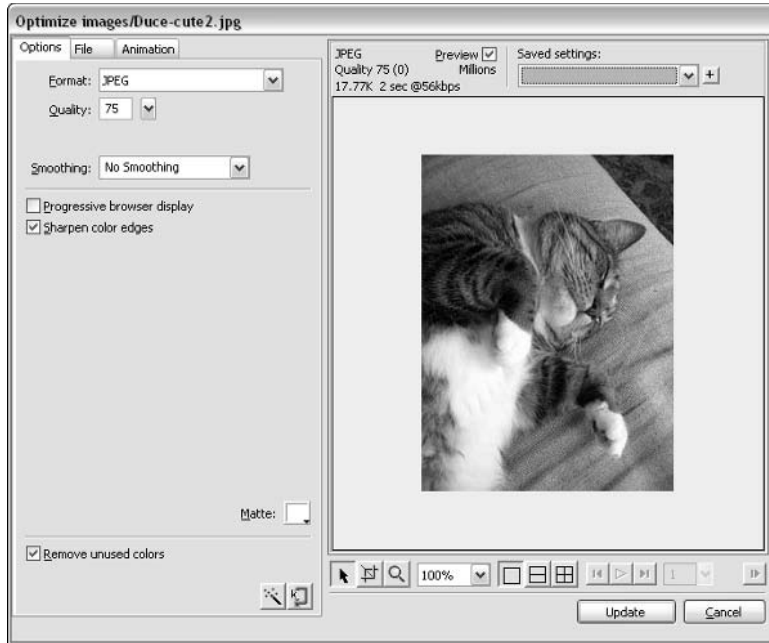 Optimize images/Duce-cute2.jpg
Options File Animation
Format: JPEG
Quality: 75
Smoothing: No Smoothing
Progressive browser display
Sharpen color edges
Matte:
Remove unused colors
JPEG Preview
Quality 75 (0) Millions
17.77K 2 sec @56kbps
Saved settings:
+
100%
1
Update Cancel